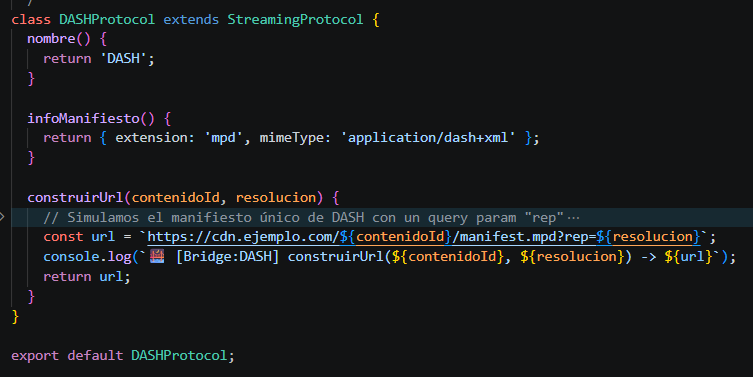 class DASHProtocol extends StreamingProtocol {
  nombre() {
    return 'DASH';
  }

  infoManifiesto() {
    return { extension: 'mpd', mimeType: 'application/dash+xml' };
  }

  construirUrl(contenidoId, resolucion) {
    // Simulamos el manifiesto único de DASH con un query param "rep"⋯
    const url = `https://cdn.ejemplo.com/${contenidoId}/manifest.mpd?rep=${resolucion}`;
    console.log(`🌉 [Bridge:DASH] construirUrl(${contenidoId}, ${resolucion}) -> ${url}`);
    return url;
  }
}

export default DASHProtocol;